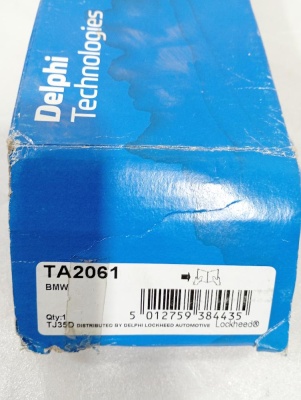 Delphi
Technologies
TA2061
BMW
Qty:1
5 012759 384435
TJ35D DISTRIBUTED BY DELPHI LOCKHEED AUTOMOTIVE Lockheed®